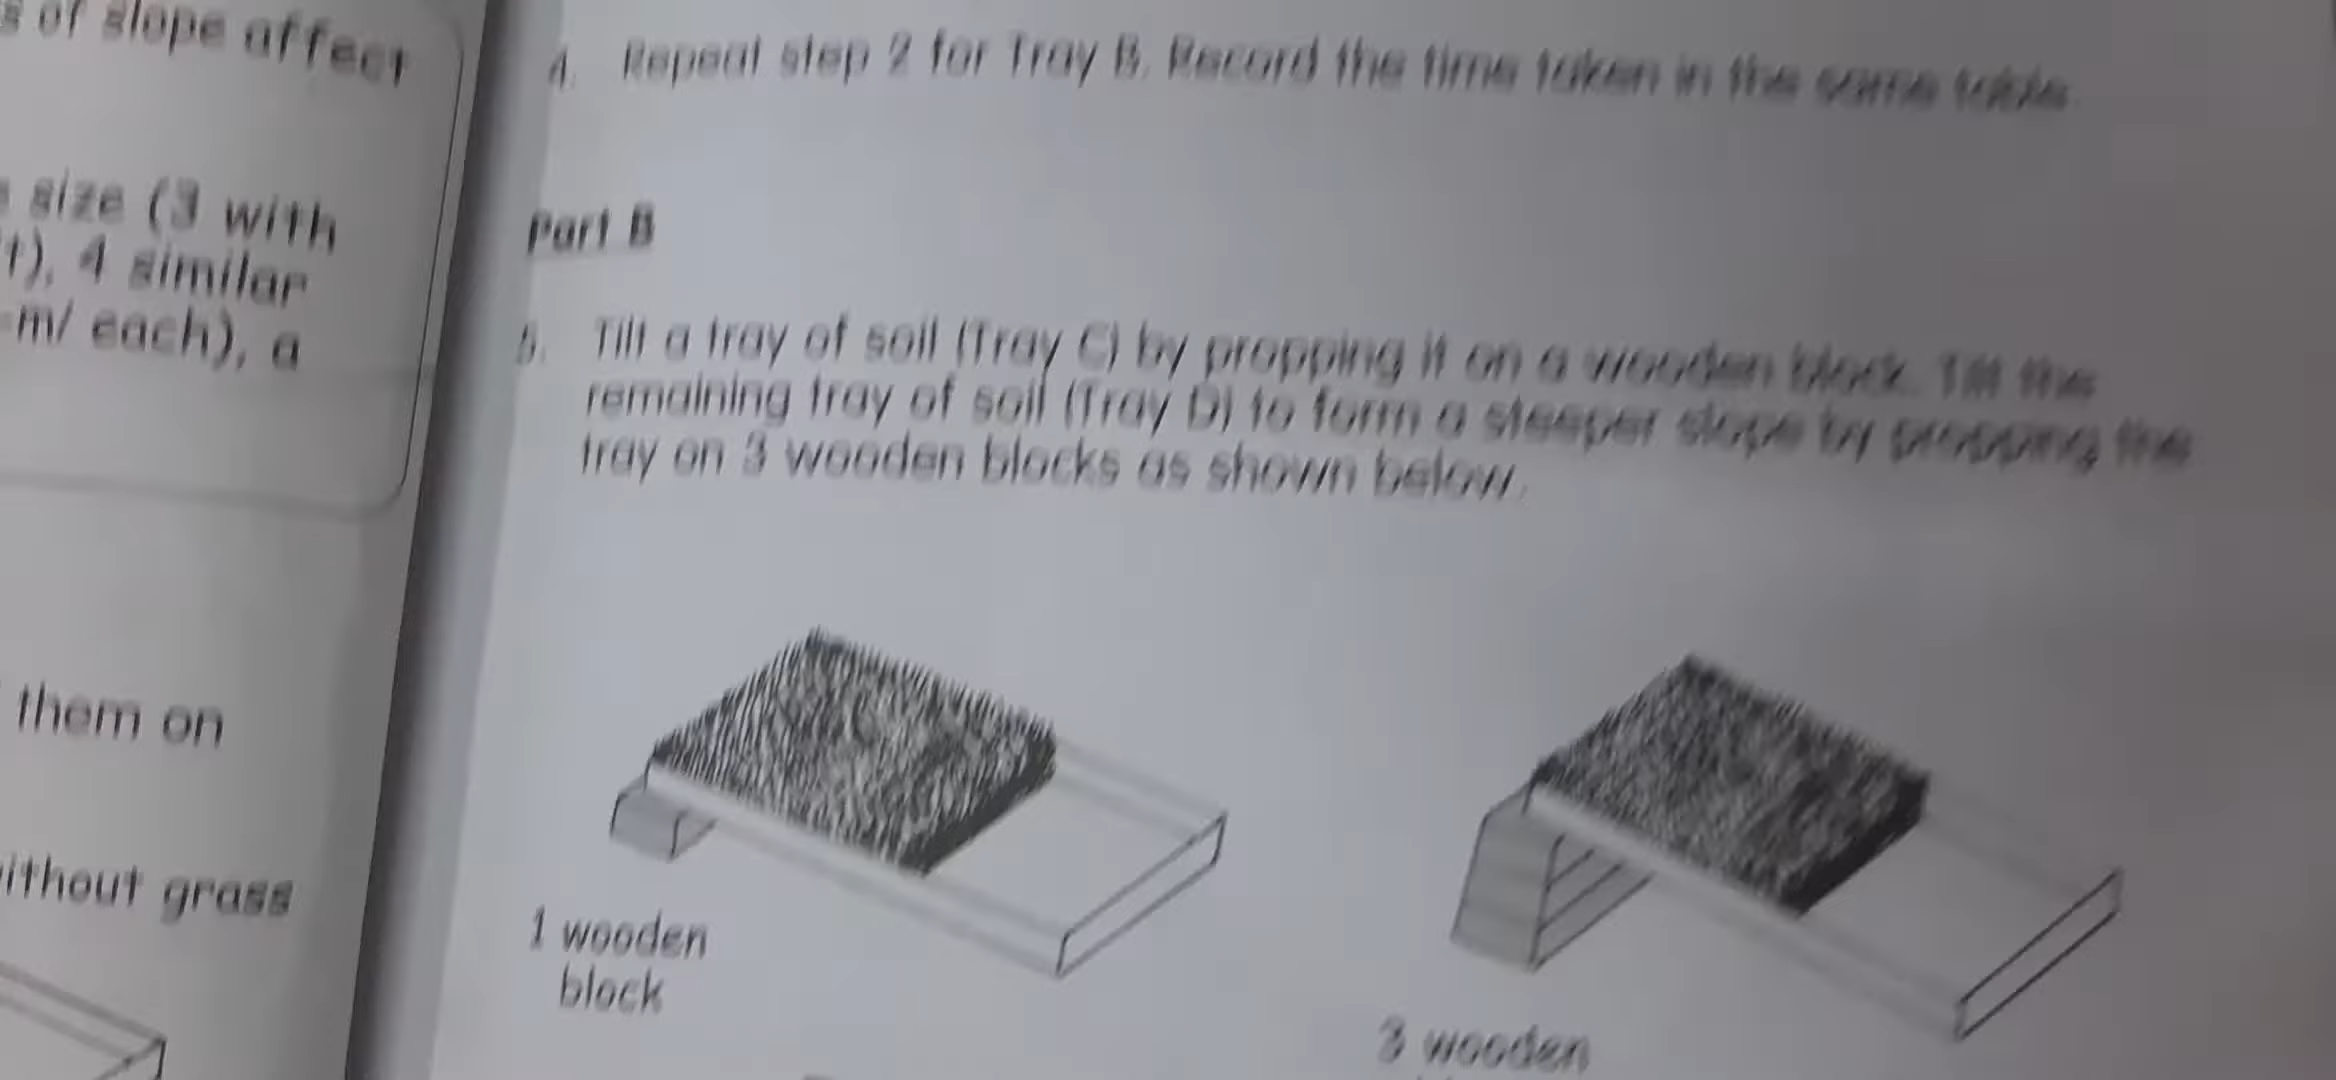 of slope affect
size (3 with
t), 4 similar
m/ each), a
them on
ithout grass
4. Repeat step 2 for Tray B. Record the time taken in the same table.
Part B
5. Tilt a tray of soil (Tray C) by propping it on a wooden block. Tilt the
remaining tray of soil (Tray D) to form a steeper slope by propping the
tray on 3 wooden blocks as shown below.
1 wooden
block
3 wooden